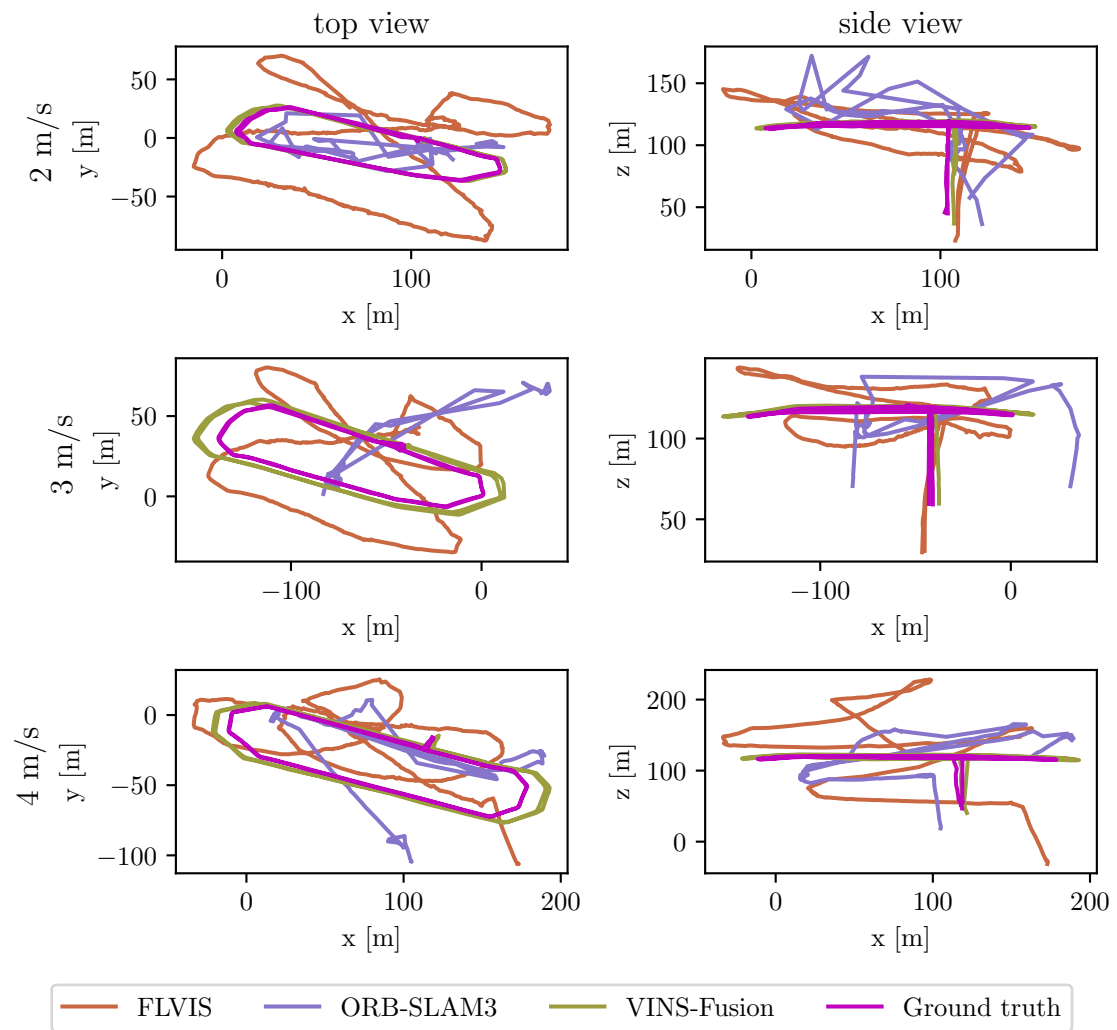 top view
side view
2 m/s
y [m]
50
0
−50
0
100
x [m]
z [m]
150
100
50
0
100
x [m]
3 m/s
y [m]
50
0
−100
0
x [m]
z [m]
100
50
−100
0
x [m]
4 m/s
y [m]
0
−50
−100
0
100
200
x [m]
z [m]
200
100
0
0
100
200
x [m]
FLVIS
ORB-SLAM3
VINS-Fusion
Ground truth